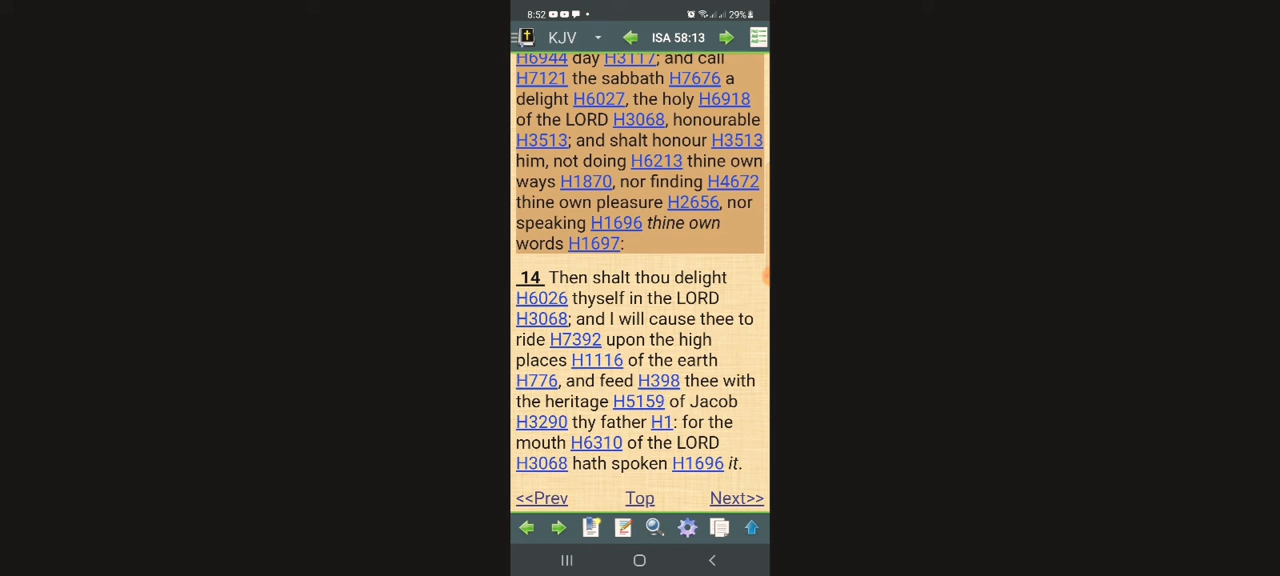 8:52 29%
KJV ISA 58:13
H6944 day H3117; and call
H7121 the sabbath H7676 a
delight H6027, the holy H6918
of the LORD H3068, honourable
H3513; and shalt honour H3513
him, not doing H6213 thine own
ways H1870, nor finding H4672
thine own pleasure H2656, nor
speaking H1696 thine own
words H1697:
14 Then shalt thou delight
H6026 thyself in the LORD
H3068; and I will cause thee to
ride H7392 upon the high
places H1116 of the earth
H776, and feed H398 thee with
the heritage H5159 of Jacob
H3290 thy father H1: for the
mouth H6310 of the LORD
H3068 hath spoken H1696 it.
<<Prev Top Next>>